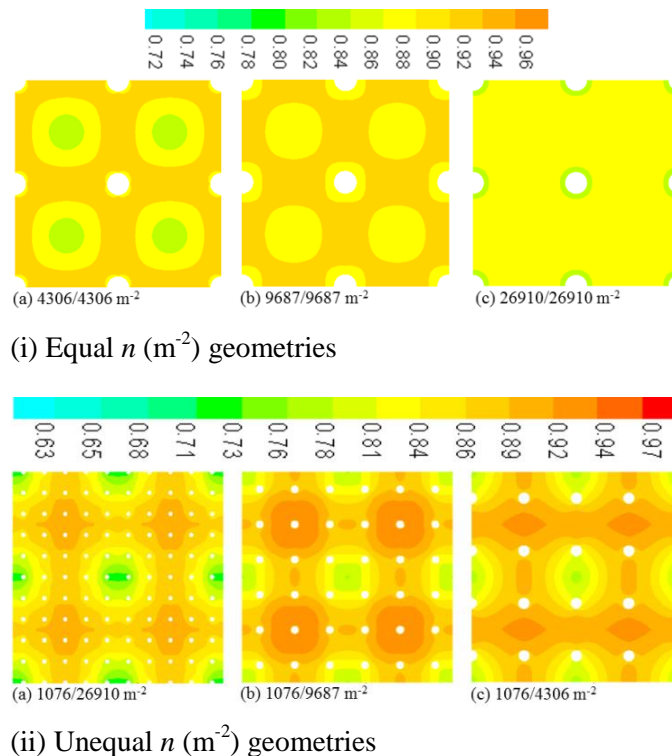 0.72 0.74 0.76 0.78 0.80 0.82 0.84 0.86 0.88 0.90 0.92 0.94 0.96
(a) 4306/4306 m⁻² (b) 9687/9687 m⁻² (c) 26910/26910 m⁻²
(i) Equal n (m⁻²) geometries
0.63 0.65 0.68 0.71 0.73 0.76 0.78 0.81 0.84 0.86 0.89 0.92 0.94 0.97
(a) 1076/26910 m⁻² (b) 1076/9687 m⁻² (c) 1076/4306 m⁻²
(ii) Unequal n (m⁻²) geometries